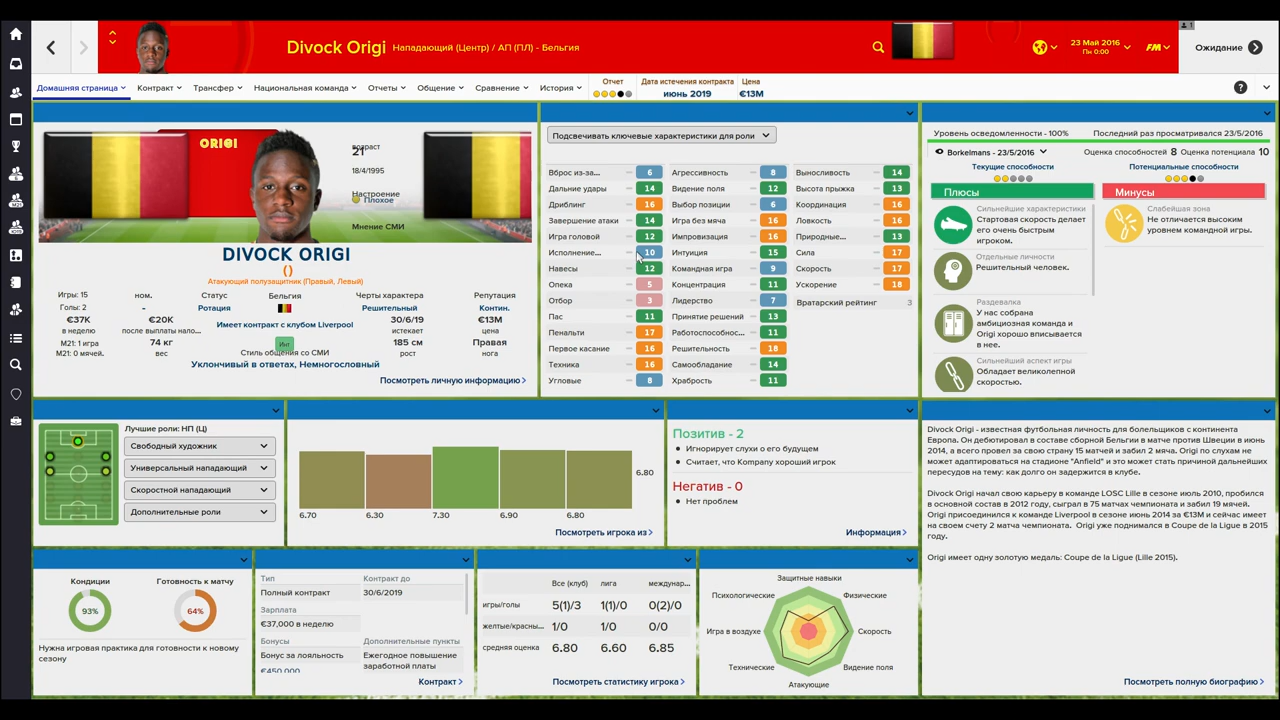 Divock Origi
Нападающий (Центр) / АП (ПЛ) - Бельгия
23 Май 2016
Пн 0:00
FM
1
Ожидание
Домашняя страница
Контракт
Трансфер
Национальная команда
Отчеты
Общение
Сравнение
История
Отчет
Дата истечения контракта
июнь 2019
Цена
€13M
ORIGI
возраст
21
18/4/1995
Настроение
Плохое
Мнение СМИ
DIVOCK ORIGI
()
Атакующий полузащитник (Правый, Левый)
Игры: 15
Голы: 2
€37K
в неделю
М21: 1 игра
М21: 0 мячей.
ном.
-
€20K
после выплаты нало...
74 кг
вес
Статус
Ротация
Бельгия
Имеет контракт с клубом Liverpool
Инт
Стиль общения со СМИ
Уклончивый в ответах, Немногословный
Черты характера
Решительный
30/6/19
истекает
185 см
рост
Репутация
Контин.
€13M
цена
Правая
нога
Посмотреть личную информацию
Подсвечивать ключевые характеристики для роли
Вброс из-за... 6
Дальние удары 14
Дриблинг 16
Завершение атаки 14
Игра головой 12
Исполнение... 10
Навесы 12
Опека 5
Отбор 3
Пас 11
Пенальти 17
Первое касание 16
Техника 16
Угловые 8
Агрессивность 8
Видение поля 12
Выбор позиции 6
Игра без мяча 16
Импровизация 16
Интуиция 15
Командная игра 9
Концентрация 11
Лидерство 7
Принятие решений 13
Работоспособнос... 11
Решительность 18
Самообладание 14
Храбрость 11
Выносливость 14
Высота прыжка 13
Координация 16
Ловкость 16
Природные... 13
Сила 17
Скорость 17
Ускорение 18
Вратарский рейтинг 3
Уровень осведомленности - 100%
Последний раз просматривался 23/5/2016
Borkelmans - 23/5/2016
Оценка способностей 8 Оценка потенциала 10
Текущие способности
Потенциальные способности
Плюсы
Сильнейшие характеристики
Стартовая скорость делает
его очень быстрым
игроком.
Отдельные личности
Решительный человек.
Раздевалка
У нас собрана
амбициозная команда и
Origi хорошо вписывается
в нее.
Сильнейший аспект игры
Обладает великолепной
скоростью.
Минусы
Слабейшая зона
Не отличается высоким
уровнем командной игры.
Лучшие роли: НП (Ц)
Свободный художник
Универсальный нападающий
Скоростной нападающий
Дополнительные роли
6.80
6.70 6.30 7.30 6.90 6.80
Посмотреть игрока из
Позитив - 2
Игнорирует слухи о его будущем
Считает, что Kompany хороший игрок
Негатив - 0
Нет проблем
Информация
Divock Origi - известная футбольная личность для болельщиков с континента
Европа. Он дебютировал в составе сборной Бельгии в матче против Швеции в июнь
2014, а всего провел за свою страну 15 матчей и забил 2 мяча. Origi по слухам не
может адаптироваться на стадионе "Anfield" и это может стать причиной дальнейших
пересудов на тему: как долго он задержится в клубе.
Divock Origi начал свою карьеру в команде LOSC Lille в сезоне июль 2010, пробился
в основной состав в 2012 году, сыграл в 75 матчах чемпионата и забил 19 мячей.
Origi присоединился к команде Liverpool в сезоне июнь 2014 за €13M и сейчас имеет
на своем счету 2 матча чемпионата. Origi уже поднимался в Coupe de la Ligue в 2015
году.
Origi имеет одну золотую медаль: Coupe de la Ligue (Lille 2015).
Посмотреть полную биографию
Кондиции
93%
Готовность к матчу
64%
Нужна игровая практика для готовности к новому
сезону
Тип
Полный контракт
Зарплата
€37,000 в неделю
Бонусы
Бонус за лояльность
€450,000
Контракт до
30/6/2019
Дополнительные пункты
Ежегодное повышение
заработной платы
Контракт
Все (клуб) лига междунар...
игры/голы 5(1)/3 1(1)/0 0(2)/0
желтые/красны... 1/0 1/0 0/0
средняя оценка 6.80 6.60 6.85
Посмотреть статистику игрока
Защитные навыки
Физические
Скорость
Видение поля
Атакующие
Технические
Игра в воздухе
Психологические